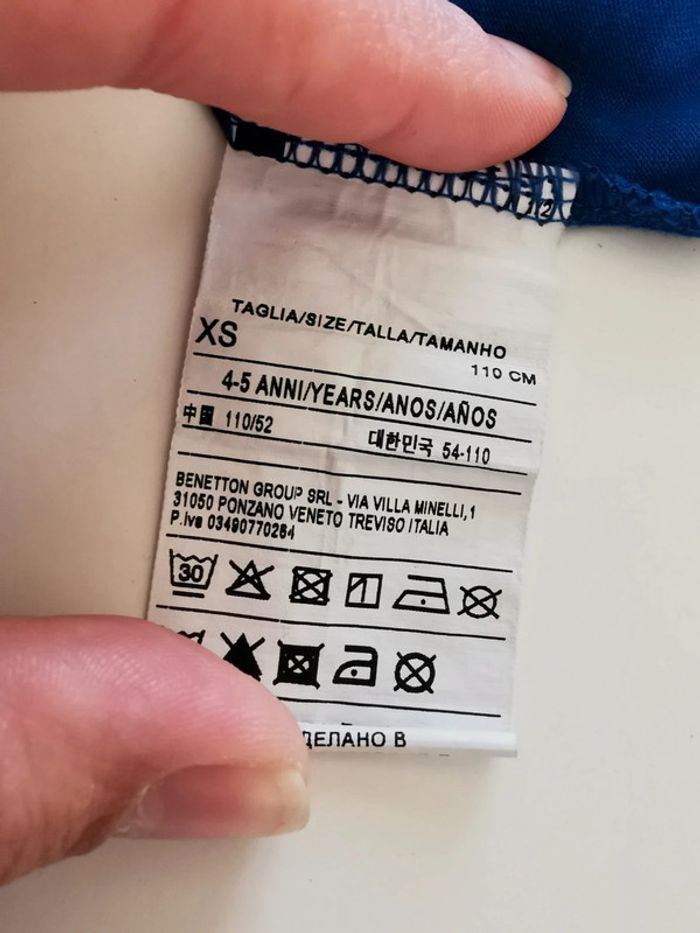 1/2
TAGLIA/SIZE/TALLA/TAMANHO
XS
110 CM
4-5 ANNI/YEARS/ANOS/AÑOS
中国 110/52 대한민국 54-110
BENETTON GROUP SRL - VIA VILLA MINELLI,1
31050 PONZANO VENETO TREVISO ITALIA
P.iva 03490770264
30
ДЕЛАНО В